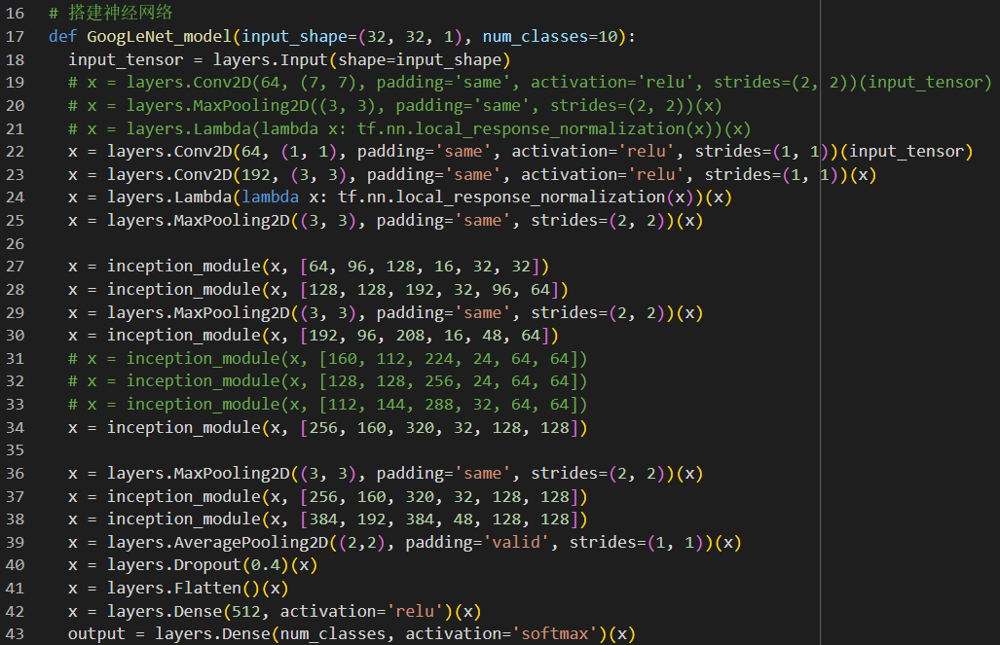 16 # 搭建神经网络
17 def GoogLeNet_model(input_shape=(32, 32, 1), num_classes=10):
18   input_tensor = layers.Input(shape=input_shape)
19   # x = layers.Conv2D(64, (7, 7), padding='same', activation='relu', strides=(2, 2))(input_tensor)
20   # x = layers.MaxPooling2D((3, 3), padding='same', strides=(2, 2))(x)
21   # x = layers.Lambda(lambda x: tf.nn.local_response_normalization(x))(x)
22   x = layers.Conv2D(64, (1, 1), padding='same', activation='relu', strides=(1, 1))(input_tensor)
23   x = layers.Conv2D(192, (3, 3), padding='same', activation='relu', strides=(1, 1))(x)
24   x = layers.Lambda(lambda x: tf.nn.local_response_normalization(x))(x)
25   x = layers.MaxPooling2D((3, 3), padding='same', strides=(2, 2))(x)
26
27   x = inception_module(x, [64, 96, 128, 16, 32, 32])
28   x = inception_module(x, [128, 128, 192, 32, 96, 64])
29   x = layers.MaxPooling2D((3, 3), padding='same', strides=(2, 2))(x)
30   x = inception_module(x, [192, 96, 208, 16, 48, 64])
31   # x = inception_module(x, [160, 112, 224, 24, 64, 64])
32   # x = inception_module(x, [128, 128, 256, 24, 64, 64])
33   # x = inception_module(x, [112, 144, 288, 32, 64, 64])
34   x = inception_module(x, [256, 160, 320, 32, 128, 128])
35
36   x = layers.MaxPooling2D((3, 3), padding='same', strides=(2, 2))(x)
37   x = inception_module(x, [256, 160, 320, 32, 128, 128])
38   x = inception_module(x, [384, 192, 384, 48, 128, 128])
39   x = layers.AveragePooling2D((2,2), padding='valid', strides=(1, 1))(x)
40   x = layers.Dropout(0.4)(x)
41   x = layers.Flatten()(x)
42   x = layers.Dense(512, activation='relu')(x)
43   output = layers.Dense(num_classes, activation='softmax')(x)